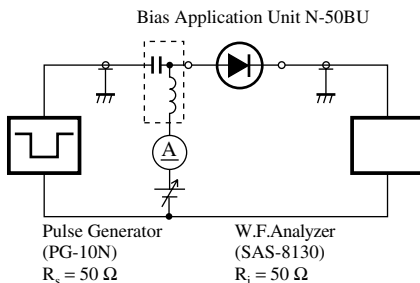 Bias Application Unit N-50BU
A
Pulse Generator
(PG-10N)
Rs = 50 Ω
W.F.Analyzer
(SAS-8130)
Ri = 50 Ω